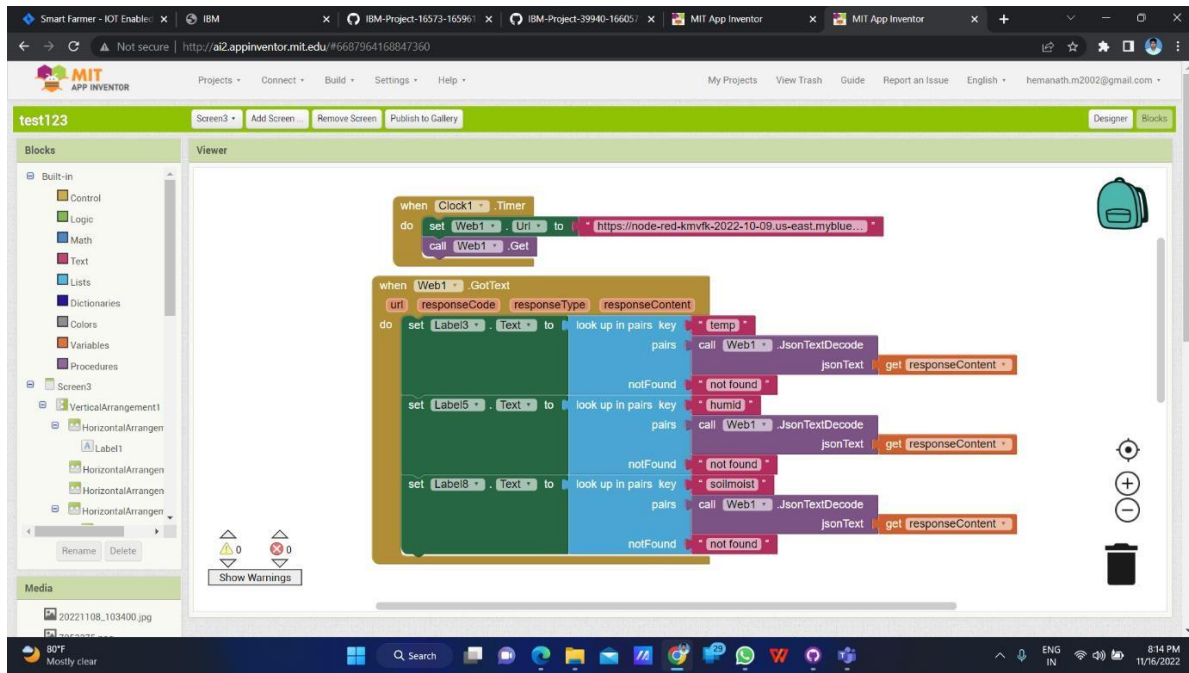 Smart Farmer - IOT Enabled
IBM
IBM-Project-16573-165961
IBM-Project-39940-166057
MIT App Inventor
MIT App Inventor
Not secure | http://ai2.appinventor.mit.edu/#6687964168847360
MIT
APP INVENTOR
Projects Connect Build Settings Help My Projects View Trash Guide Report an Issue English hemanath.m2002@gmail.com
test123 Screen3 Add Screen ... Remove Screen Publish to Gallery Designer Blocks
Blocks
Viewer
Built-in
Control
Logic
Math
Text
Lists
Dictionaries
Colors
Variables
Procedures
Screen3
VerticalArrangement1
HorizontalArrangen
Label1
HorizontalArrangen
HorizontalArrangen
HorizontalArrangen
Rename Delete
Media
20221108_103400.jpg
when Clock1 .Timer
do set Web1 . Url to " https://node-red-kmvfk-2022-10-09.us-east.myblue... "
call Web1 .Get
when Web1 .GotText
url responseCode responseType responseContent
do set Label3 . Text to look up in pairs key " temp "
pairs call Web1 .JsonTextDecode
jsonText get responseContent
notFound " not found "
set Label5 . Text to look up in pairs key " humid "
pairs call Web1 .JsonTextDecode
jsonText get responseContent
notFound " not found "
set Label8 . Text to look up in pairs key " soilmoist "
pairs call Web1 .JsonTextDecode
jsonText get responseContent
notFound " not found "
0 0
Show Warnings
80°F
Mostly clear
Search
29
ENG
IN
8:14 PM
11/16/2022